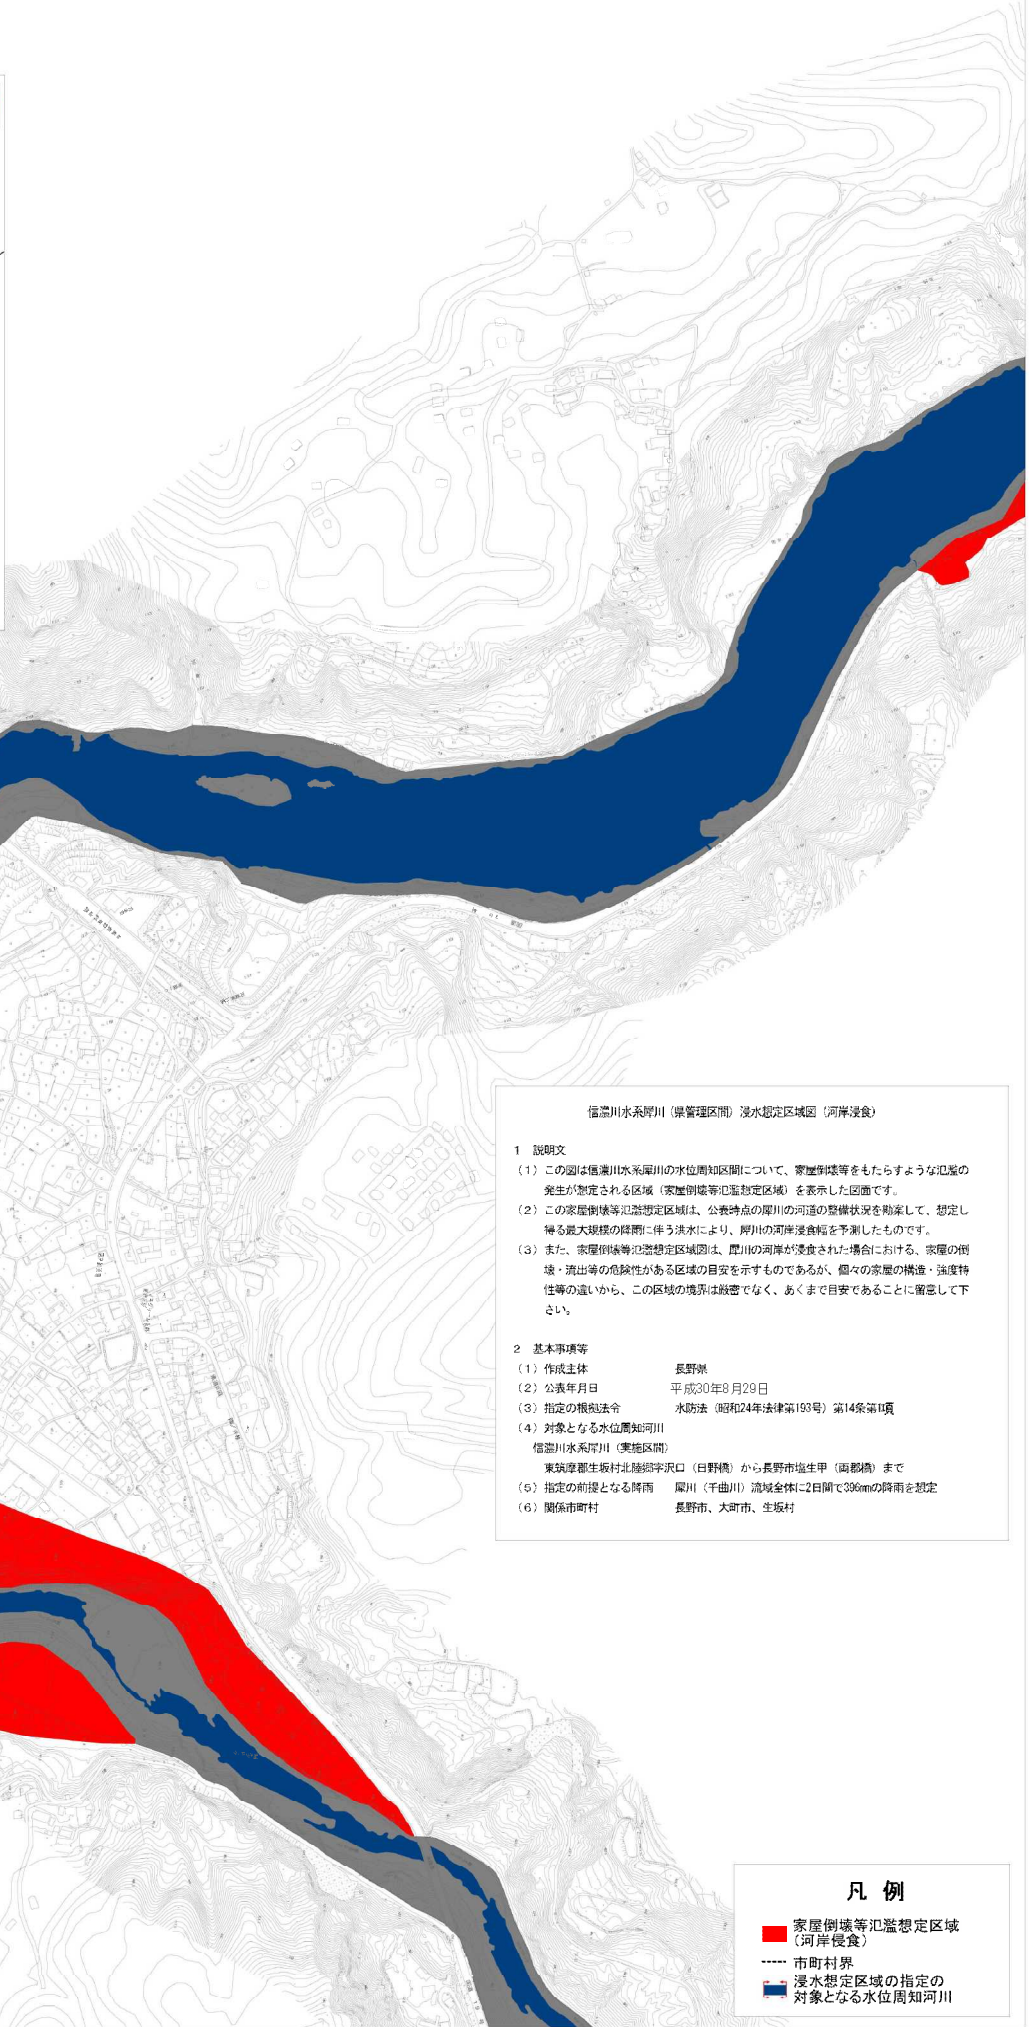 信濃川水系犀川（県管理区間）浸水想定区域図（河岸浸食）
1 説明文
（1）この図は信濃川水系犀川の水位周知区間について、家屋倒壊等をもたらすような氾濫の
発生が想定される区域（家屋倒壊等氾濫想定区域）を表示した図面です。
（2）この家屋倒壊等氾濫想定区域は、公表時点の犀川の河道の整備状況を勘案して、想定し
得る最大規模の降雨に伴う洪水により、犀川の河岸浸食幅を予測したものです。
（3）また、家屋倒壊等氾濫想定区域図は、犀川の河岸が浸食された場合における、家屋の倒
壊・流出等の危険性がある区域の目安を示すものであるが、個々の家屋の構造・強度特
性等の違いから、この区域の境界は厳密でなく、あくまで目安であることに留意して下
さい。
2 基本事項等
（1）作成主体 長野県
（2）公表年月日 平成30年8月29日
（3）指定の根拠法令 水防法（昭和24年法律第193号）第14条第1項
（4）対象となる水位周知河川
信濃川水系犀川（実施区間）
東筑摩郡生坂村北陸郷字沢口（日野橋）から長野市塩生甲（両郡橋）まで
（5）指定の前提となる降雨 犀川（千曲川）流域全体に2日間で396mmの降雨を想定
（6）関係市町村 長野市、大町市、生坂村
凡 例
家屋倒壊等氾濫想定区域
（河岸侵食）
市町村界
浸水想定区域の指定の
対象となる水位周知河川